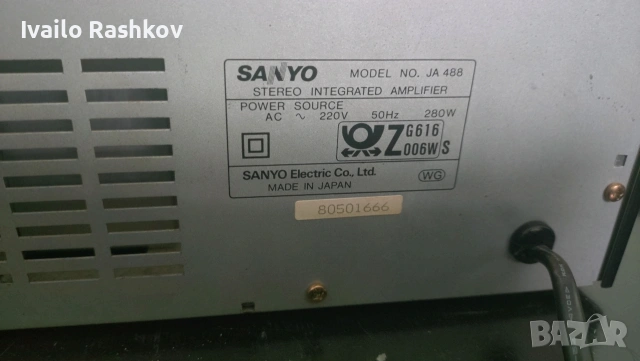 Ivailo Rashkov
SANYO MODEL NO. JA 488
STEREO INTEGRATED AMPLIFIER
POWER SOURCE
AC ~ 220V 50Hz 280W
Z G616
006W S
SANYO Electric Co., Ltd.
MADE IN JAPAN
WG
80501666
BAZAR